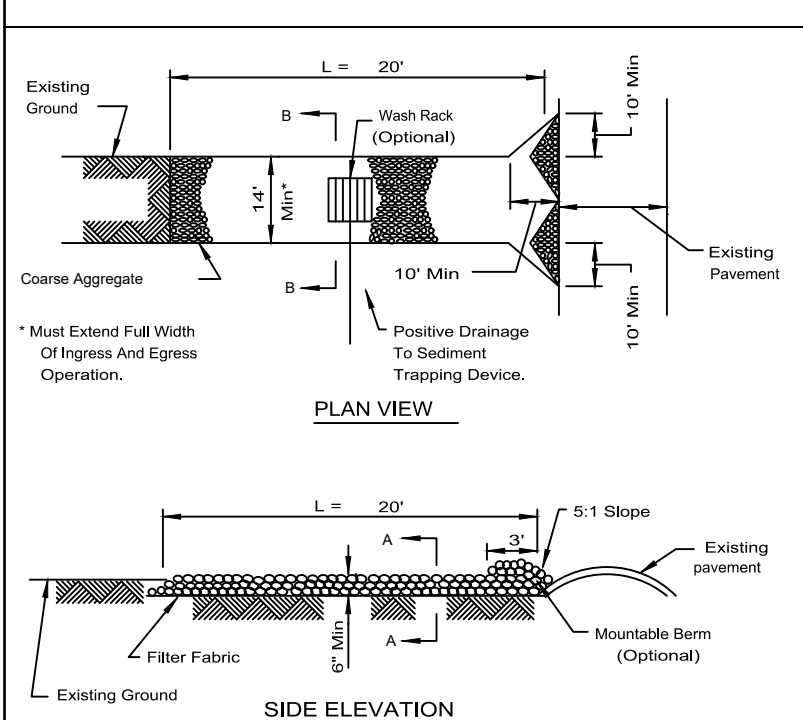 L = 20'
Existing
Ground
B
Wash Rack
(Optional)
10' Min
14'
Min*
Coarse Aggregate
B
10' Min
Existing
Pavement
10' Min
* Must Extend Full Width
Of Ingress And Egress
Operation.
Positive Drainage
To Sediment
Trapping Device.
PLAN VIEW
L = 20'
5:1 Slope
A
3'
Existing
pavement
6" Min
A
Filter Fabric
Mountable Berm
(Optional)
Existing Ground
SIDE ELEVATION